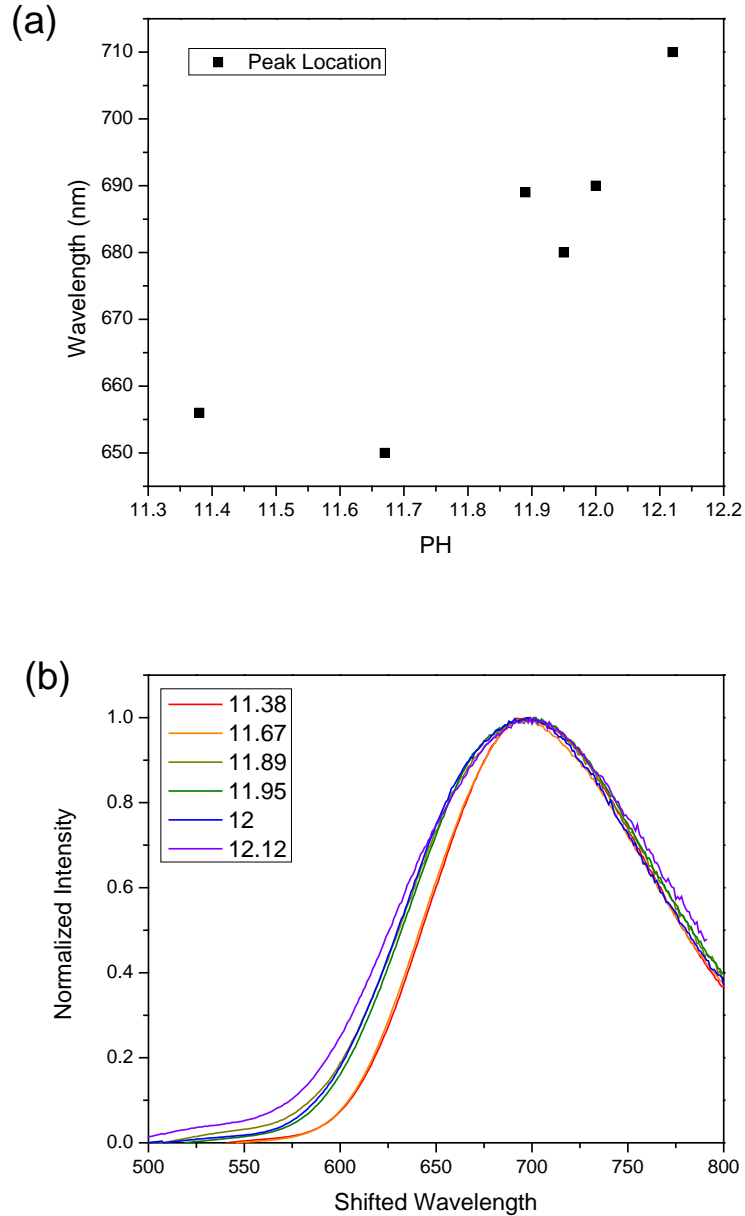 (a)
710
700
690
680
670
660
650
Wavelength (nm)
Peak Location
11.3 11.4 11.5 11.6 11.7 11.8 11.9 12.0 12.1 12.2
PH
(b)
1.0
0.8
0.6
0.4
0.2
0.0
Normalized Intensity
11.38
11.67
11.89
11.95
12
12.12
500 550 600 650 700 750 800
Shifted Wavelength